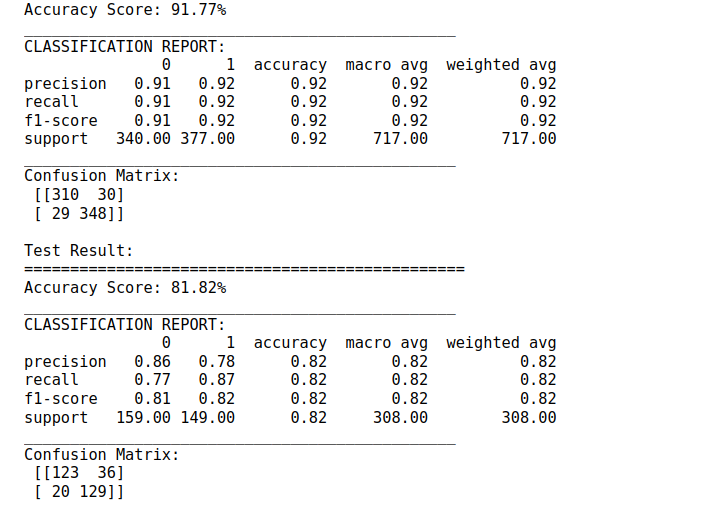 Accuracy Score: 91.77%
_______________________________________________
CLASSIFICATION REPORT:
               0      1  accuracy  macro avg  weighted avg
precision   0.91   0.92      0.92       0.92          0.92
recall      0.91   0.92      0.92       0.92          0.92
f1-score    0.91   0.92      0.92       0.92          0.92
support   340.00 377.00      0.92     717.00        717.00
_______________________________________________
Confusion Matrix:
 [[310  30]
 [ 29 348]]

Test Result:
================================================
Accuracy Score: 81.82%
_______________________________________________
CLASSIFICATION REPORT:
               0      1  accuracy  macro avg  weighted avg
precision   0.86   0.78      0.82       0.82          0.82
recall      0.77   0.87      0.82       0.82          0.82
f1-score    0.81   0.82      0.82       0.82          0.82
support   159.00 149.00      0.82     308.00        308.00
_______________________________________________
Confusion Matrix:
 [[123  36]
 [ 20 129]]